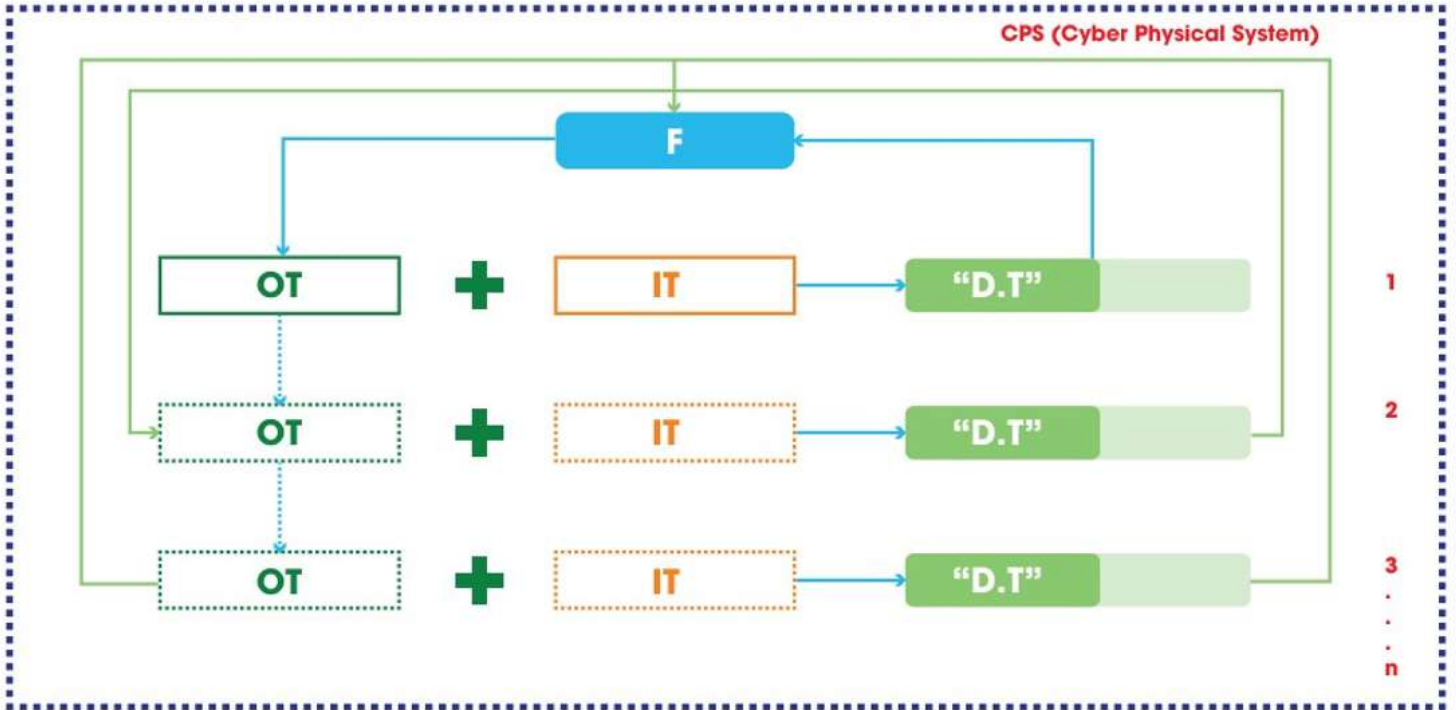 CPS (Cyber Physical System)
F
OT + IT “D.T” 1
OT + IT “D.T” 2
OT + IT “D.T” 3
.
.
.
n